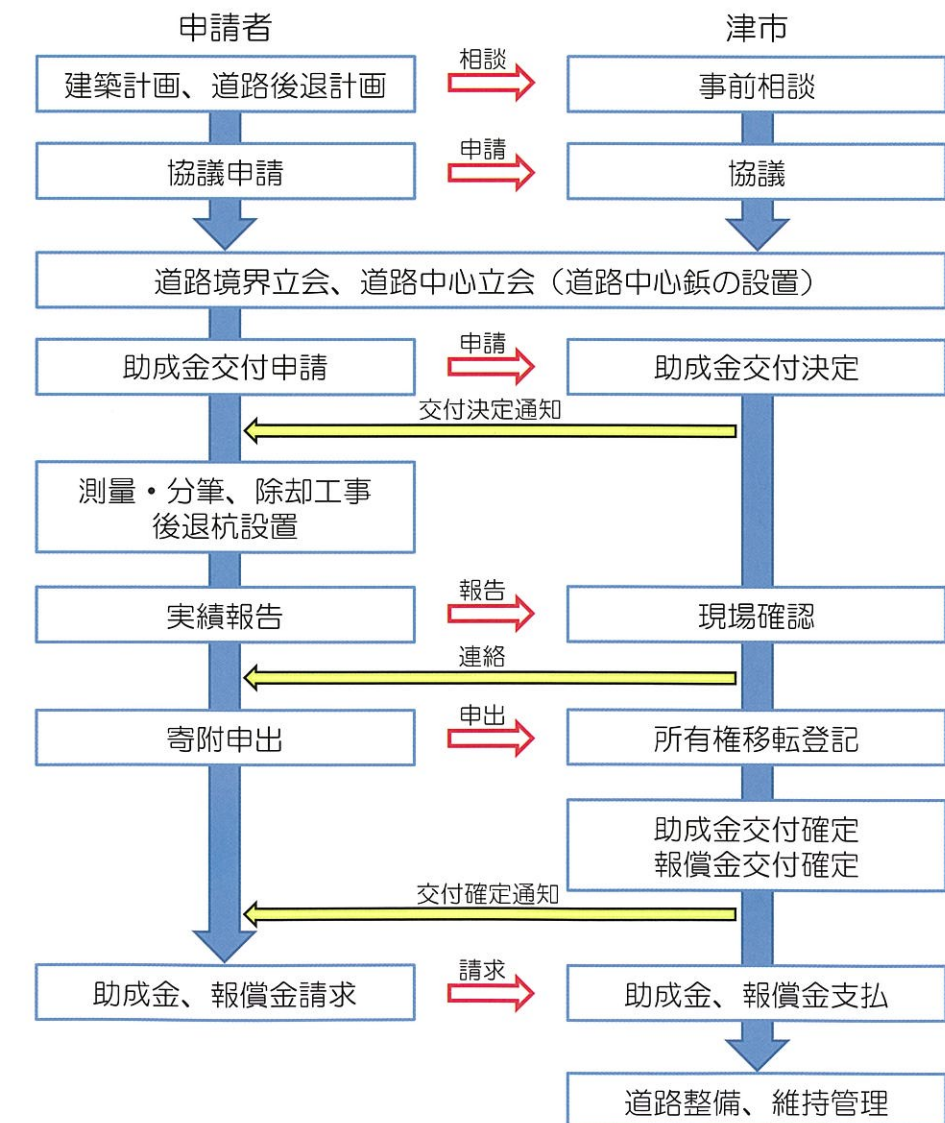 申請者
津市
建築計画、道路後退計画
相談
事前相談
協議申請
申請
協議
道路境界立会、道路中心立会（道路中心鋲の設置）
助成金交付申請
申請
助成金交付決定
交付決定通知
測量・分筆、除却工事
後退杭設置
実績報告
報告
現場確認
連絡
寄附申出
申出
所有権移転登記
助成金交付確定
報償金交付確定
交付確定通知
助成金、報償金請求
請求
助成金、報償金支払
道路整備、維持管理